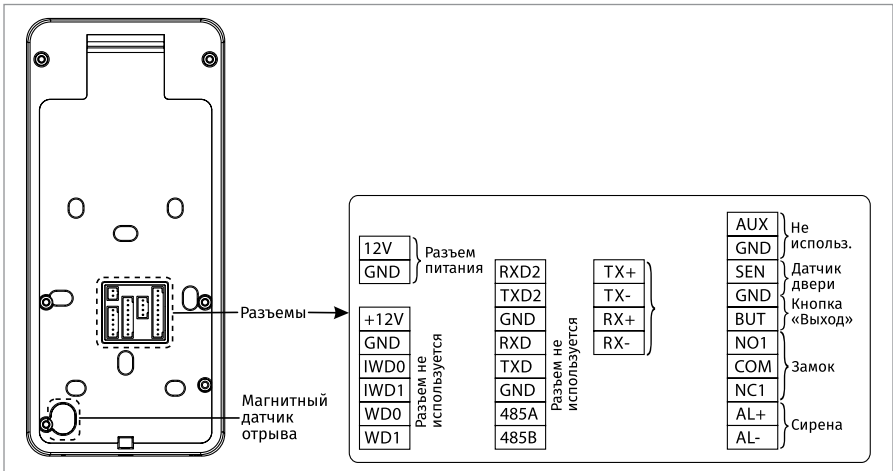 Разъемы
Магнитный
датчик
отрыва
12V
GND
Разъем
питания
+12V
GND
IWD0
IWD1
WD0
WD1
Разъем не
используется
RXD2
TXD2
GND
RXD
TXD
GND
485A
485B
Разъем не
используется
TX+
TX-
RX+
RX-
AUX
GND
SEN
GND
BUT
NO1
COM
NC1
AL+
AL-
Не
использ.
Датчик
двери
Кнопка
«Выход»
Замок
Сирена